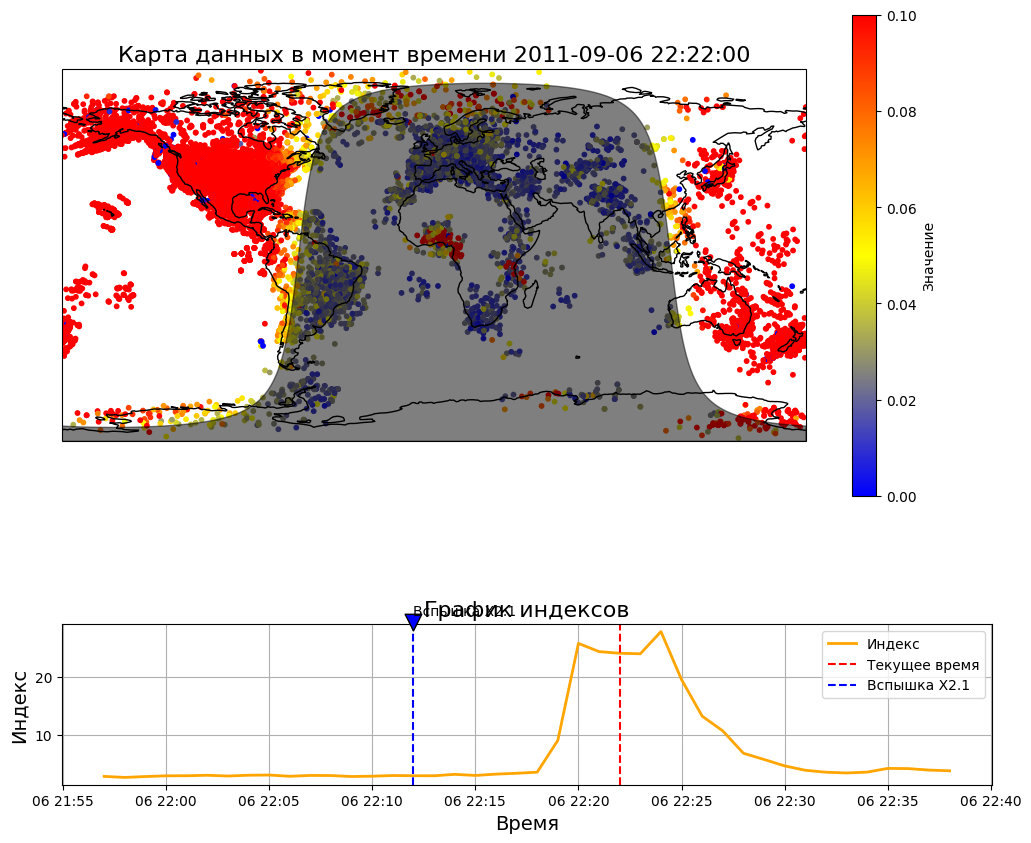 Карта данных в момент времени 2011-09-06 22:22:00
0.10
0.08
0.06
0.04
0.02
0.00
Значение
График индексов
Вспышка X2.1
Индекс
Текущее время
Вспышка X2.1
20
10
Индекс
06 21:55
06 22:00
06 22:05
06 22:10
06 22:15
06 22:20
06 22:25
06 22:30
06 22:35
06 22:40
Время